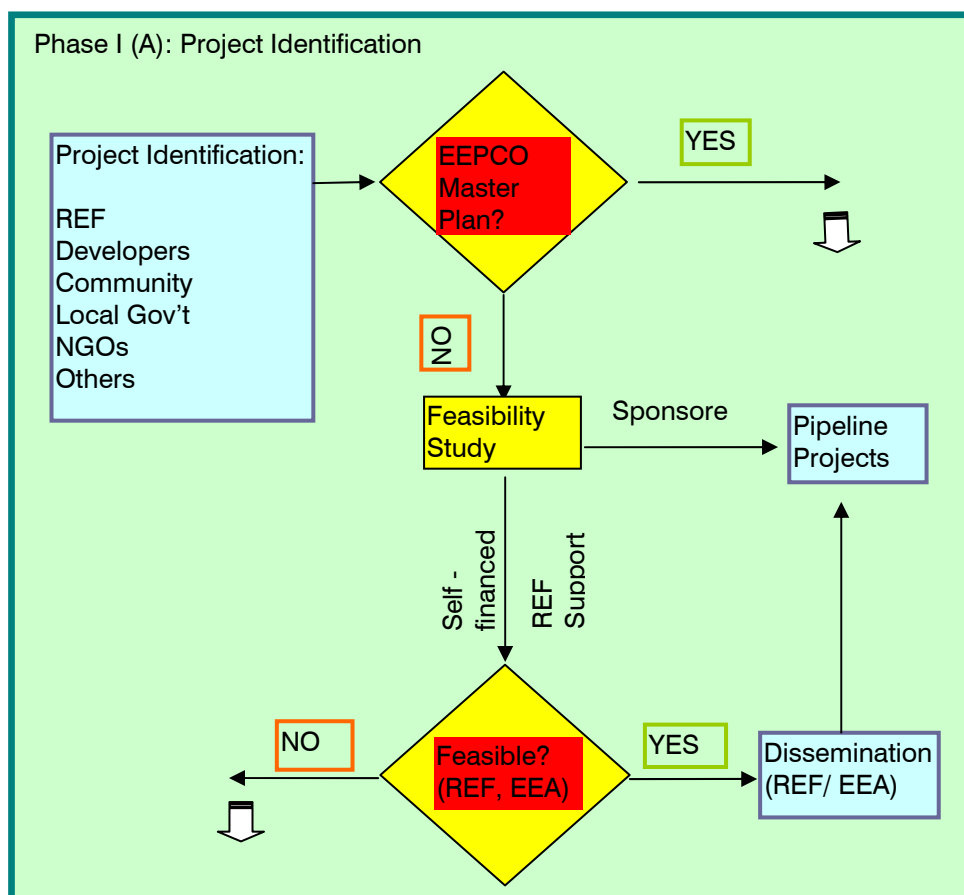 Phase I (A): Project Identification
Project Identification:
REF
Developers
Community
Local Gov’t
NGOs
Others
EEPCO
Master
Plan?
YES
NO
Feasibility
Study
Sponsore
Pipeline
Projects
Self -
financed
REF
Support
NO
Feasible?
(REF, EEA)
YES
Dissemination
(REF/ EEA)